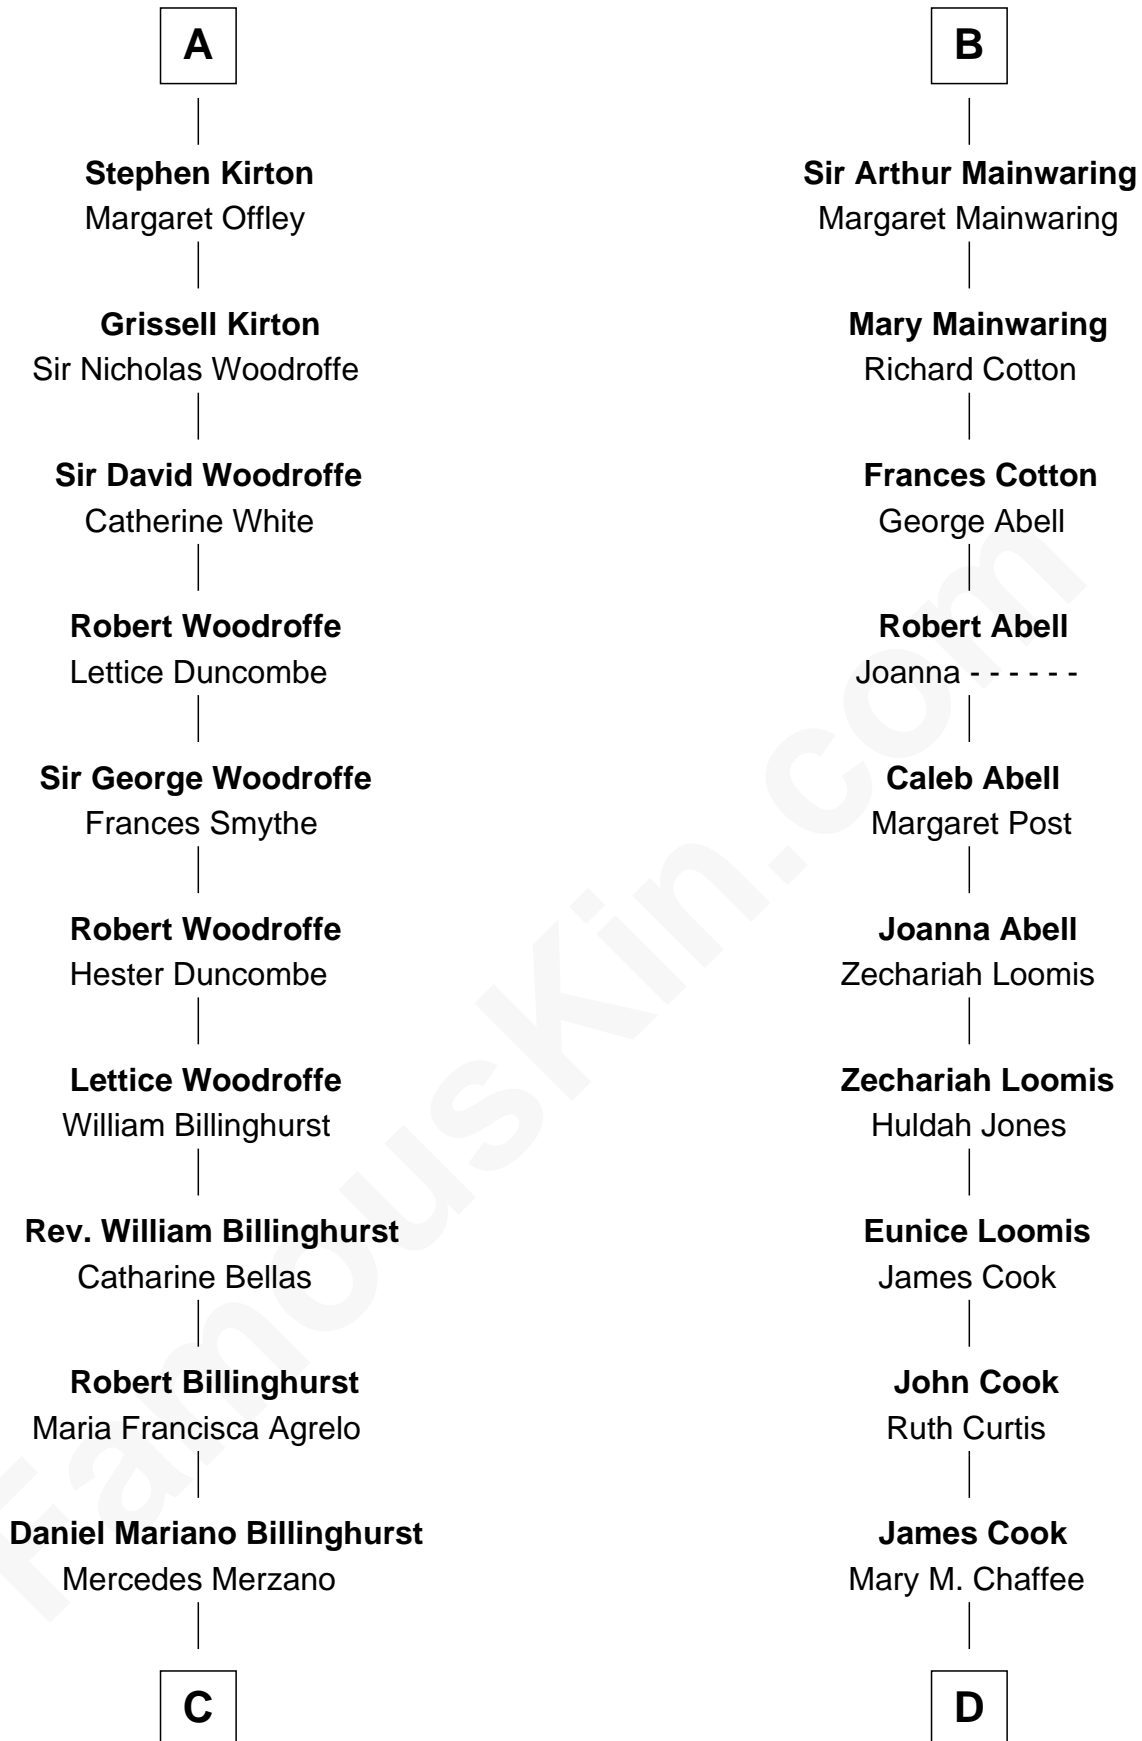 A
Stephen Kirton
Margaret Offley
Grissell Kirton
Sir Nicholas Woodroffe
Sir David Woodroffe
Catherine White
Robert Woodroffe
Lettice Duncombe
Sir George Woodroffe
Frances Smythe
Robert Woodroffe
Hester Duncombe
Lettice Woodroffe
William Billinghurst
Rev. William Billinghurst
Catharine Bellas
Robert Billinghurst
Maria Francisca Agrelo
Daniel Mariano Billinghurst
Mercedes Merzano
C
B
Sir Arthur Mainwaring
Margaret Mainwaring
Mary Mainwaring
Richard Cotton
Frances Cotton
George Abell
Robert Abell
Joanna - - - - - -
Caleb Abell
Margaret Post
Joanna Abell
Zechariah Loomis
Zechariah Loomis
Huldah Jones
Eunice Loomis
James Cook
John Cook
Ruth Curtis
James Cook
Mary M. Chaffee
D
FamousKin.com